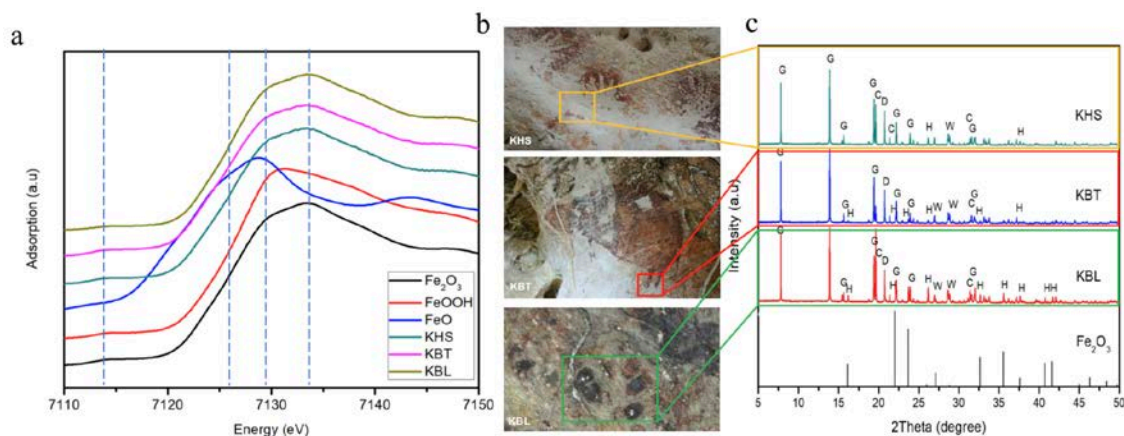 a
Adsorption (a.u)
Fe₂O₃
FeOOH
FeO
KHS
KBT
KBL
7110 7120 7130 7140 7150
Energy (eV)
b
KHS
KBT
KBL
c
Intensity (a.u)
G G G G C D C G G H W C G H KHS
G G H G D C H G H G H W W C G H H KBT
G H G C D H G G H H W W G C H H H H H KBL
Fe₂O₃
5 10 15 20 25 30 35 40 45 50
2Theta (degree)